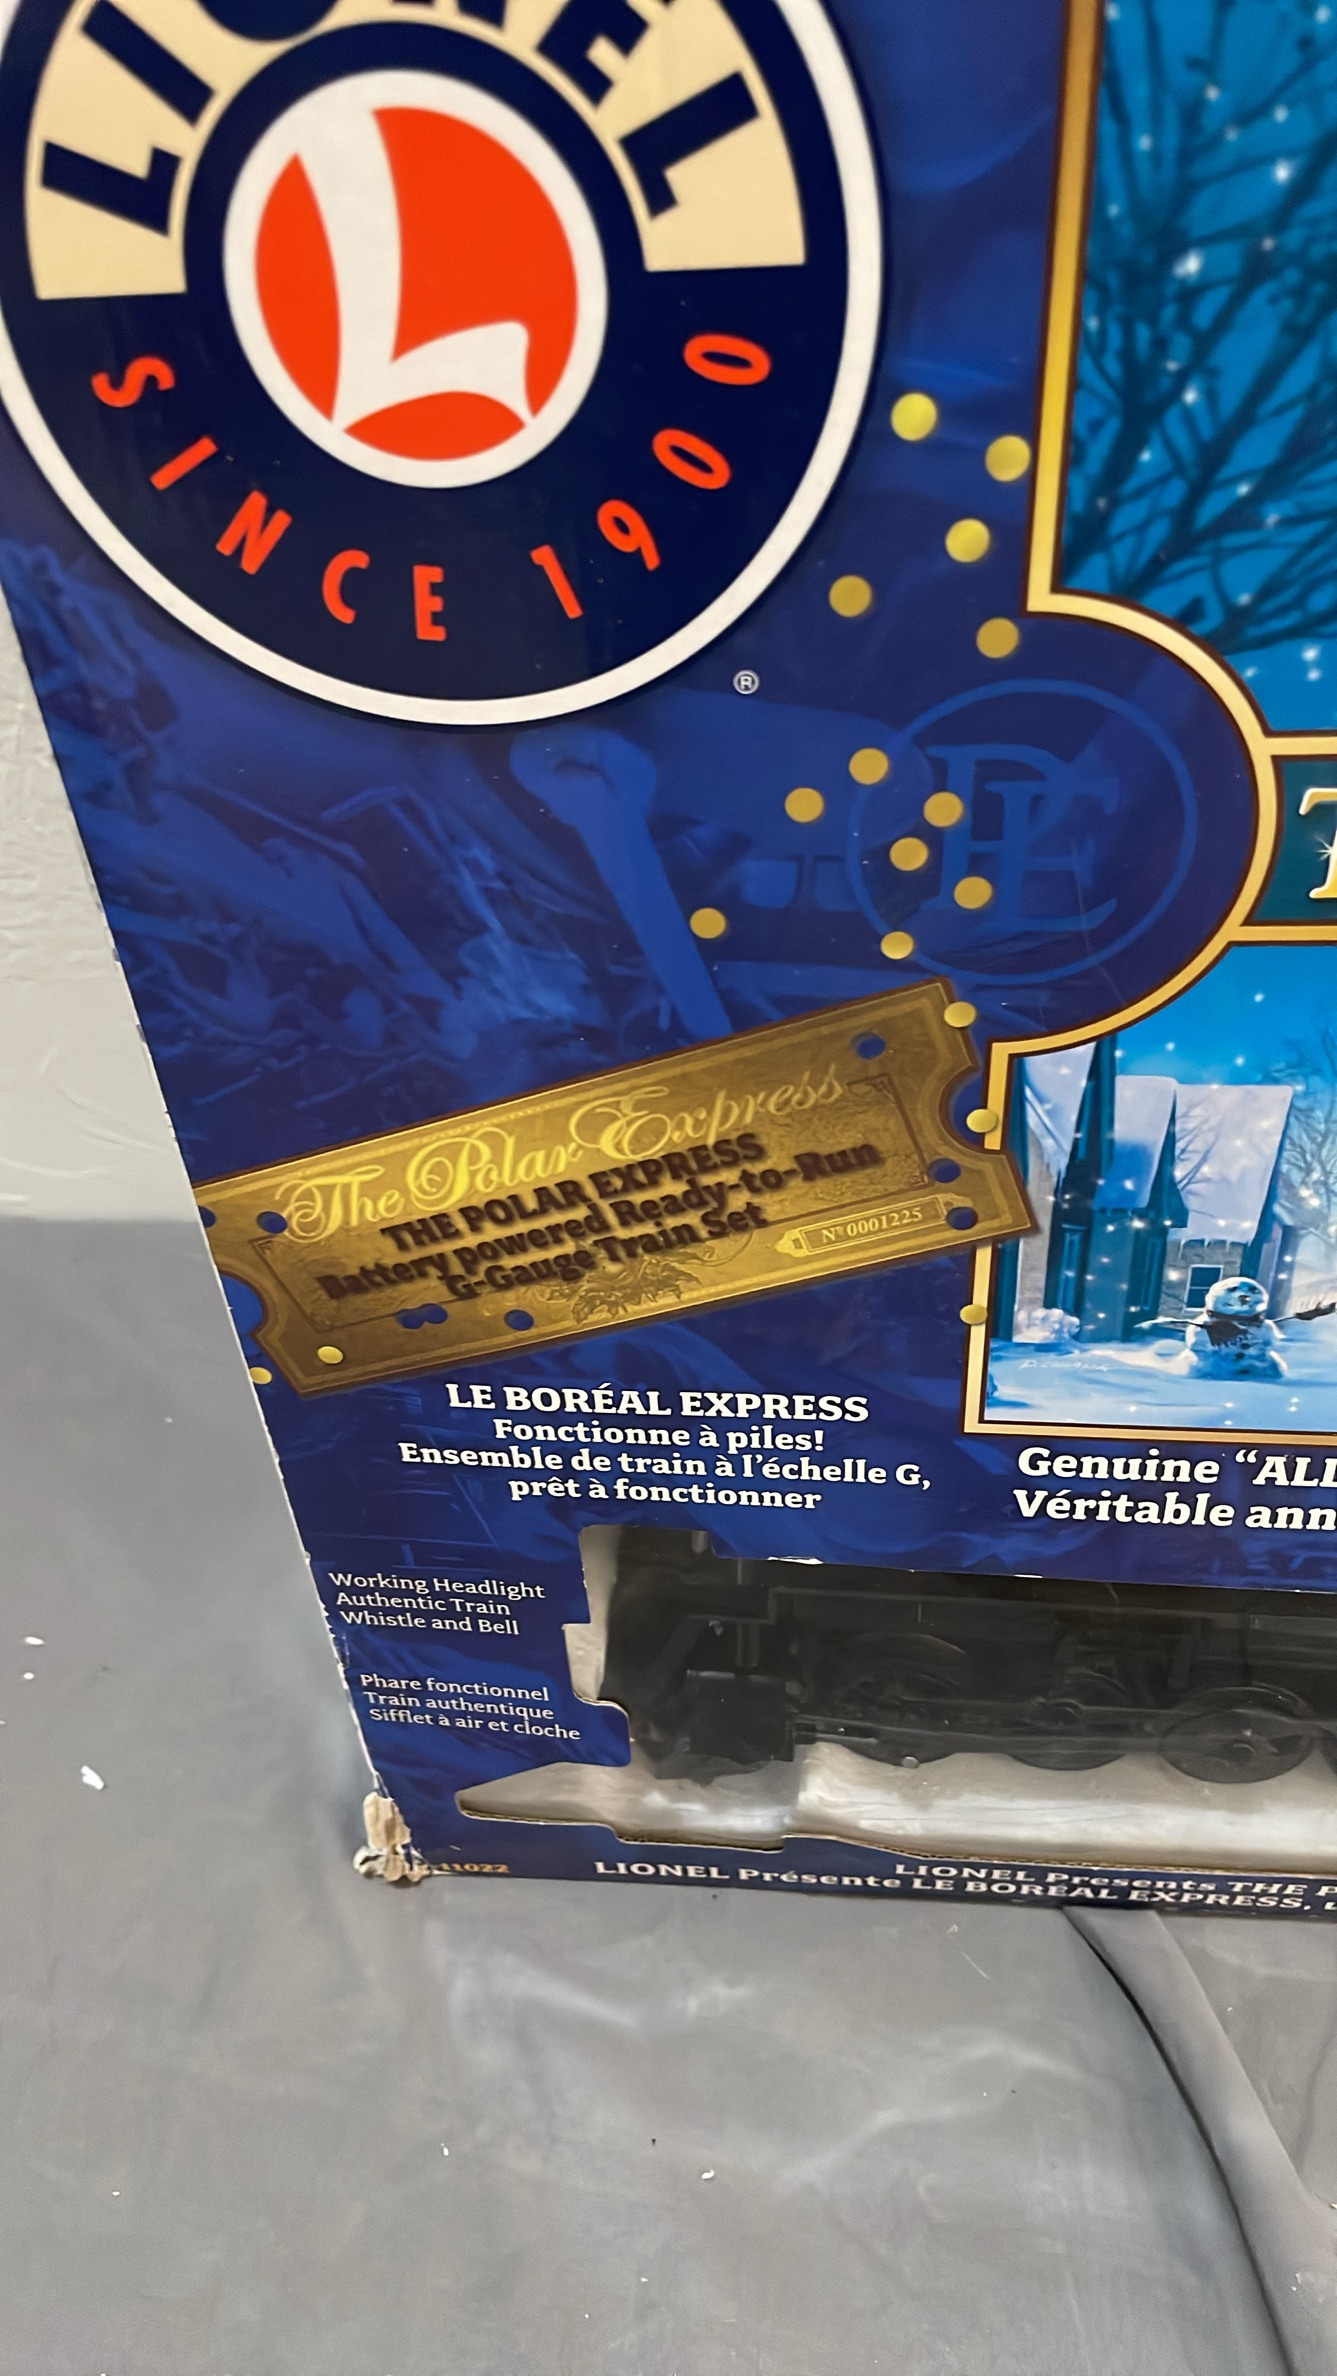 LIONEL
SINCE 1900
®
PE
The Polar Express
THE POLAR EXPRESS
Battery powered Ready-to-Run
G-Gauge Train Set
Nº 0001225
LE BORÉAL EXPRESS
Fonctionne à piles!
Ensemble de train à l'échelle G,
prêt à fonctionner
Genuine “ALL
Véritable ann
Working Headlight
Authentic Train
Whistle and Bell
Phare fonctionnel
Train authentique
Sifflet à air et cloche
11022
LIONEL Presents THE P
LIONEL Présente LE BORÉAL EXPRESS,